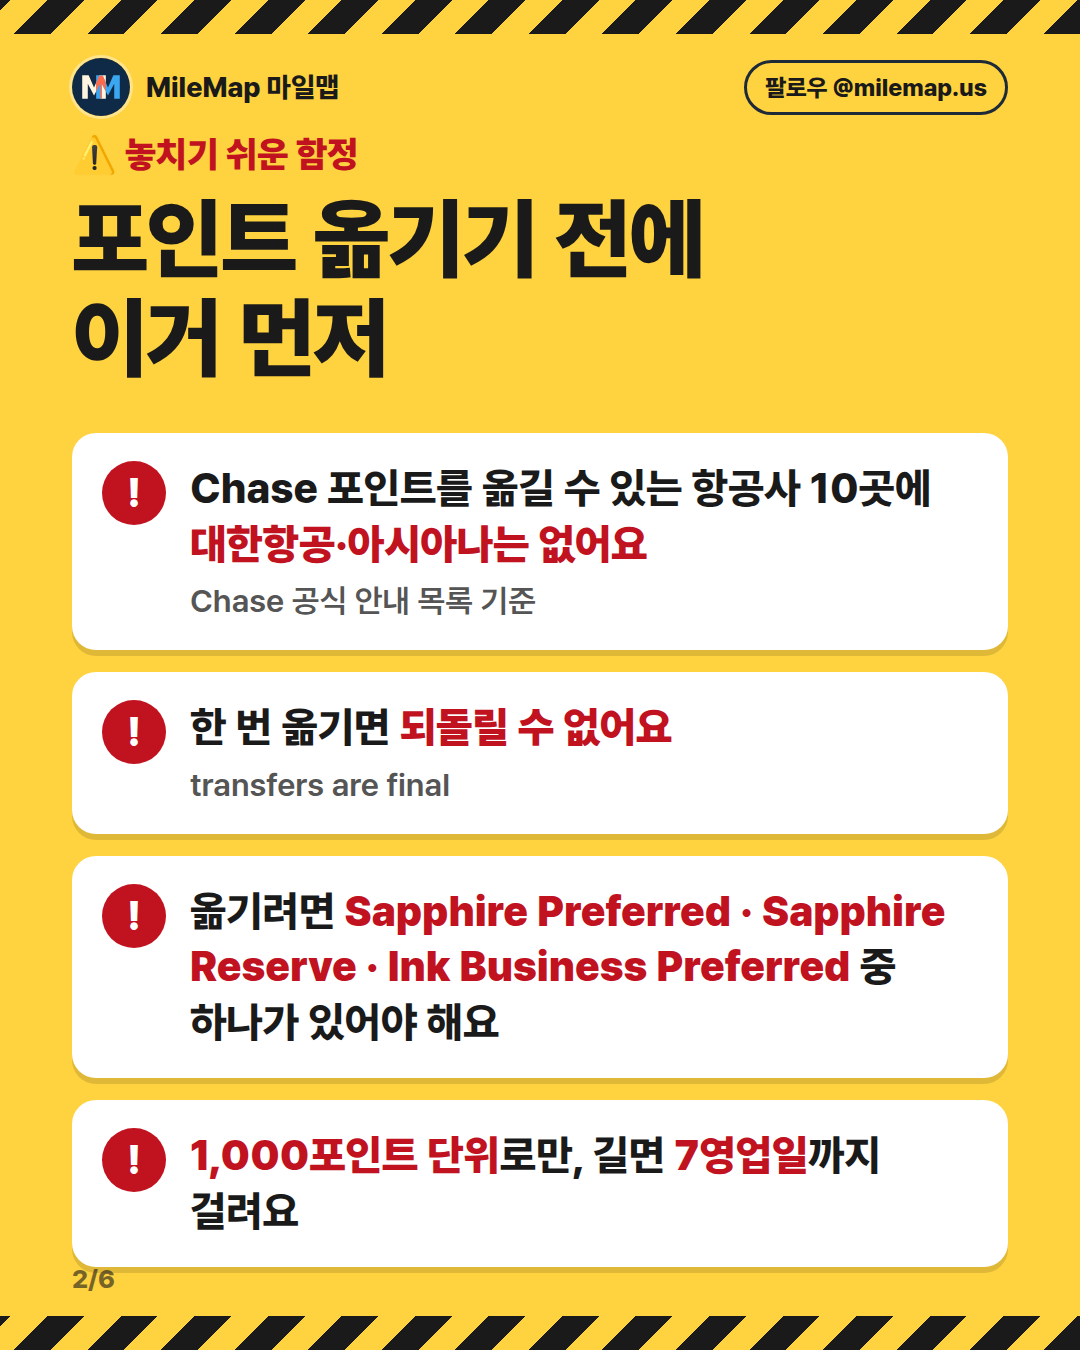 MM MileMap 마일맵
팔로우 @milemap.us
⚠️ 놓치기 쉬운 함정
포인트 옮기기 전에
이거 먼저
! Chase 포인트를 옮길 수 있는 항공사 10곳에
대한항공·아시아나는 없어요
Chase 공식 안내 목록 기준
! 한 번 옮기면 되돌릴 수 없어요
transfers are final
! 옮기려면 Sapphire Preferred · Sapphire
Reserve · Ink Business Preferred 중
하나가 있어야 해요
! 1,000포인트 단위로만, 길면 7영업일까지
걸려요
2/6